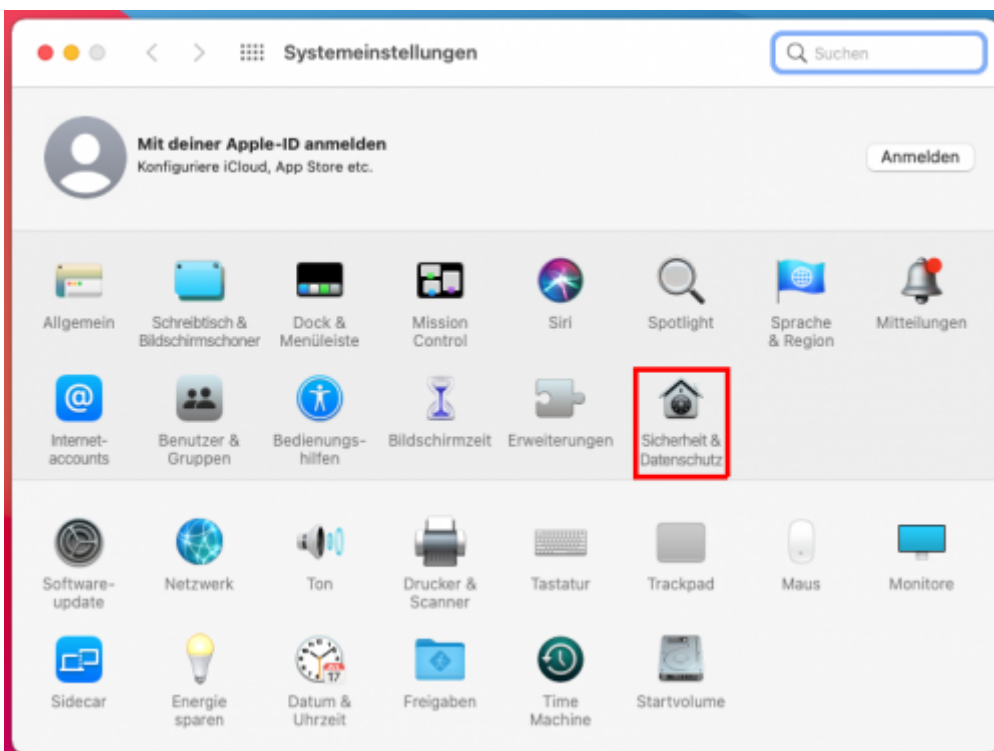 Systemeinstellungen
Suchen
Mit deiner Apple-ID anmelden
Konfiguriere iCloud, App Store etc.
Anmelden
Allgemein
Schreibtisch &
Bildschirmschoner
Dock &
Menüleiste
Mission
Control
Siri
Spotlight
Sprache
& Region
Mitteilungen
Internet-
accounts
Benutzer &
Gruppen
Bedienungs-
hilfen
Bildschirmzeit
Erweiterungen
Sicherheit &
Datenschutz
Software-
update
Netzwerk
Ton
Drucker &
Scanner
Tastatur
Trackpad
Maus
Monitore
Sidecar
Energie
sparen
JUL
17
Datum &
Uhrzeit
Freigaben
Time
Machine
Startvolume